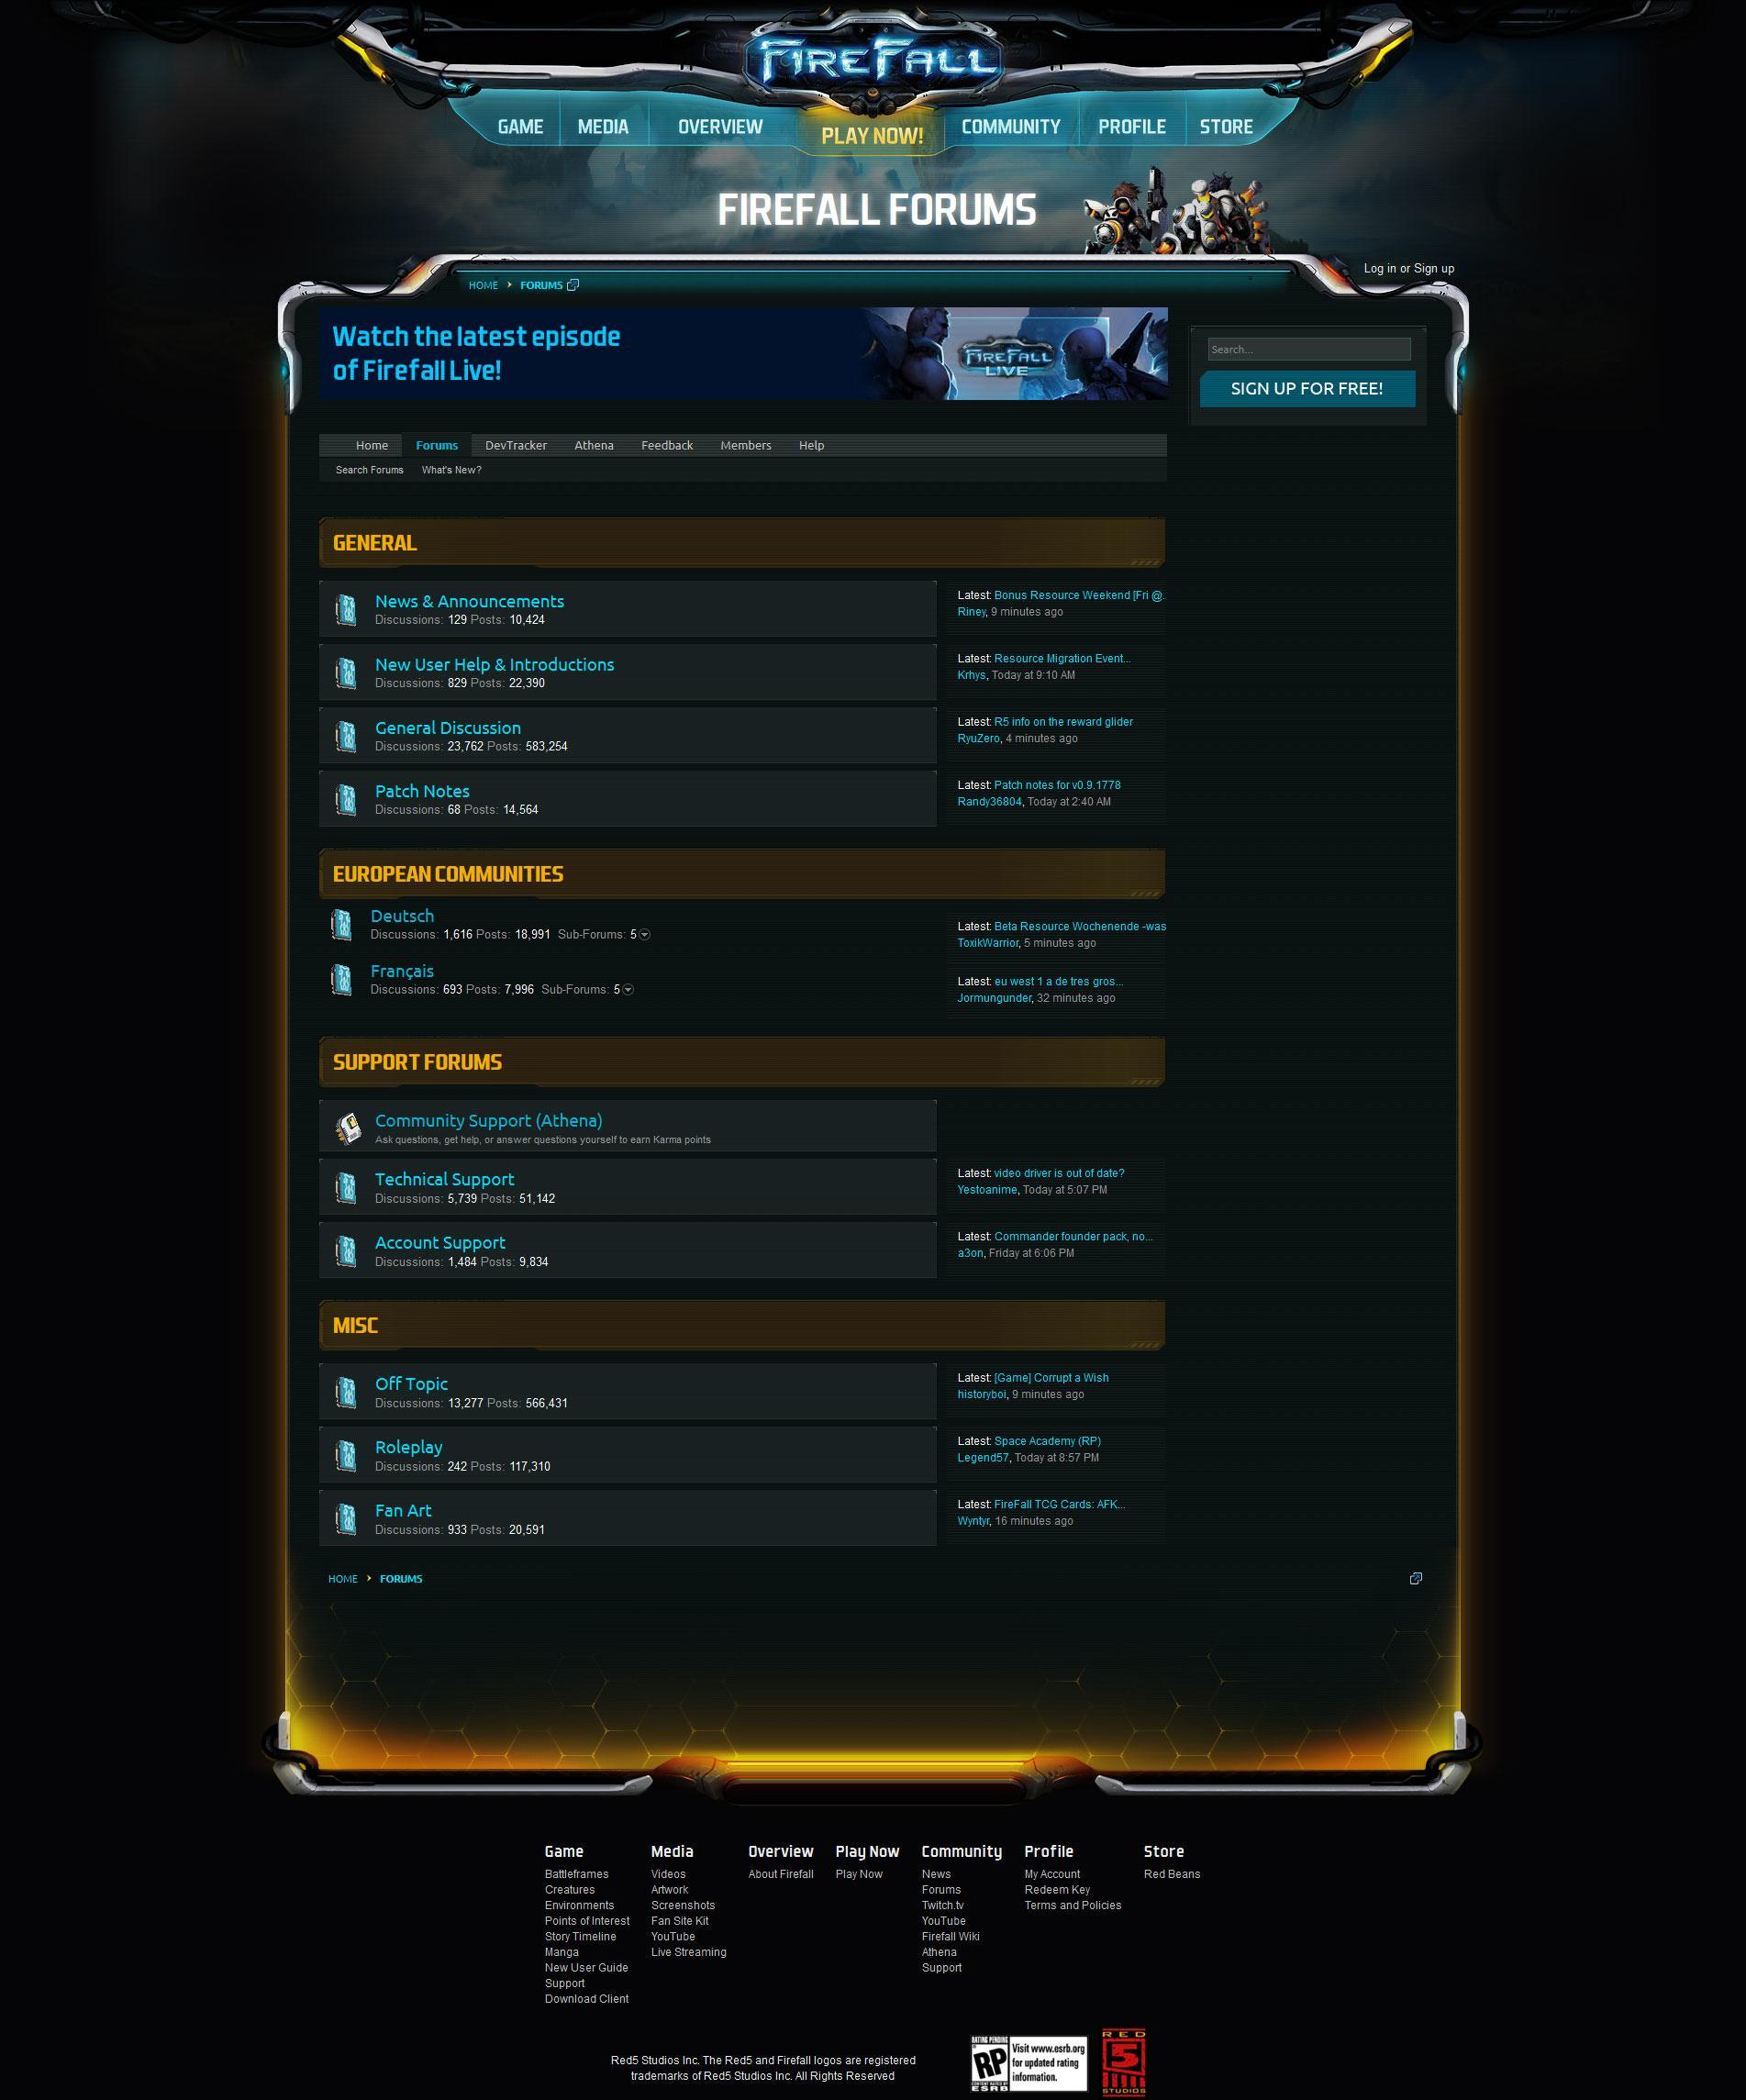 FIREFALL
GAME MEDIA OVERVIEW PLAY NOW! COMMUNITY PROFILE STORE
FIREFALL FORUMS
Log in or Sign up
HOME FORUMS
Watch the latest episode
of Firefall Live!
FIREFALL
LIVE
Search...
SIGN UP FOR FREE!
Home Forums DevTracker Athena Feedback Members Help
Search Forums What's New?
GENERAL
News & Announcements
Discussions: 129 Posts: 10,424
Latest: Bonus Resource Weekend [Fri @.
Riney, 9 minutes ago
New User Help & Introductions
Discussions: 829 Posts: 22,390
Latest: Resource Migration Event...
Krhys, Today at 9:10 AM
General Discussion
Discussions: 23,762 Posts: 583,254
Latest: R5 info on the reward glider
RyuZero, 4 minutes ago
Patch Notes
Discussions: 68 Posts: 14,564
Latest: Patch notes for v0.9.1778
Randy36804, Today at 2:40 AM
EUROPEAN COMMUNITIES
Deutsch
Discussions: 1,616 Posts: 18,991 Sub-Forums: 5
Latest: Beta Resource Wochenende -was
ToxikWarrior, 5 minutes ago
Français
Discussions: 693 Posts: 7,996 Sub-Forums: 5
Latest: eu west 1 a de tres gros...
Jormungunder, 32 minutes ago
SUPPORT FORUMS
Community Support (Athena)
Ask questions, get help, or answer questions yourself to earn Karma points
Technical Support
Discussions: 5,739 Posts: 51,142
Latest: video driver is out of date?
Yestoanime, Today at 5:07 PM
Account Support
Discussions: 1,484 Posts: 9,834
Latest: Commander founder pack, no...
a3on, Friday at 6:06 PM
MISC
Off Topic
Discussions: 13,277 Posts: 566,431
Latest: [Game] Corrupt a Wish
historyboi, 9 minutes ago
Roleplay
Discussions: 242 Posts: 117,310
Latest: Space Academy (RP)
Legend57, Today at 8:57 PM
Fan Art
Discussions: 933 Posts: 20,591
Latest: FireFall TCG Cards: AFK...
Wyntyr, 16 minutes ago
HOME FORUMS
Game
Battleframes
Creatures
Environments
Points of Interest
Story Timeline
Manga
New User Guide
Support
Download Client
Media
Videos
Artwork
Screenshots
Fan Site Kit
YouTube
Live Streaming
Overview
About Firefall
Play Now
Play Now
Community
News
Forums
Twitch.tv
YouTube
Firefall Wiki
Athena
Support
Profile
My Account
Redeem Key
Terms and Policies
Store
Red Beans
Red5 Studios Inc. The Red5 and Firefall logos are registered
trademarks of Red5 Studios Inc. All Rights Reserved
RATING PENDING
RP
CONTENT RATED BY
ESRB
Visit www.esrb.org
for updated rating
information.
RED
5
STUDIOS